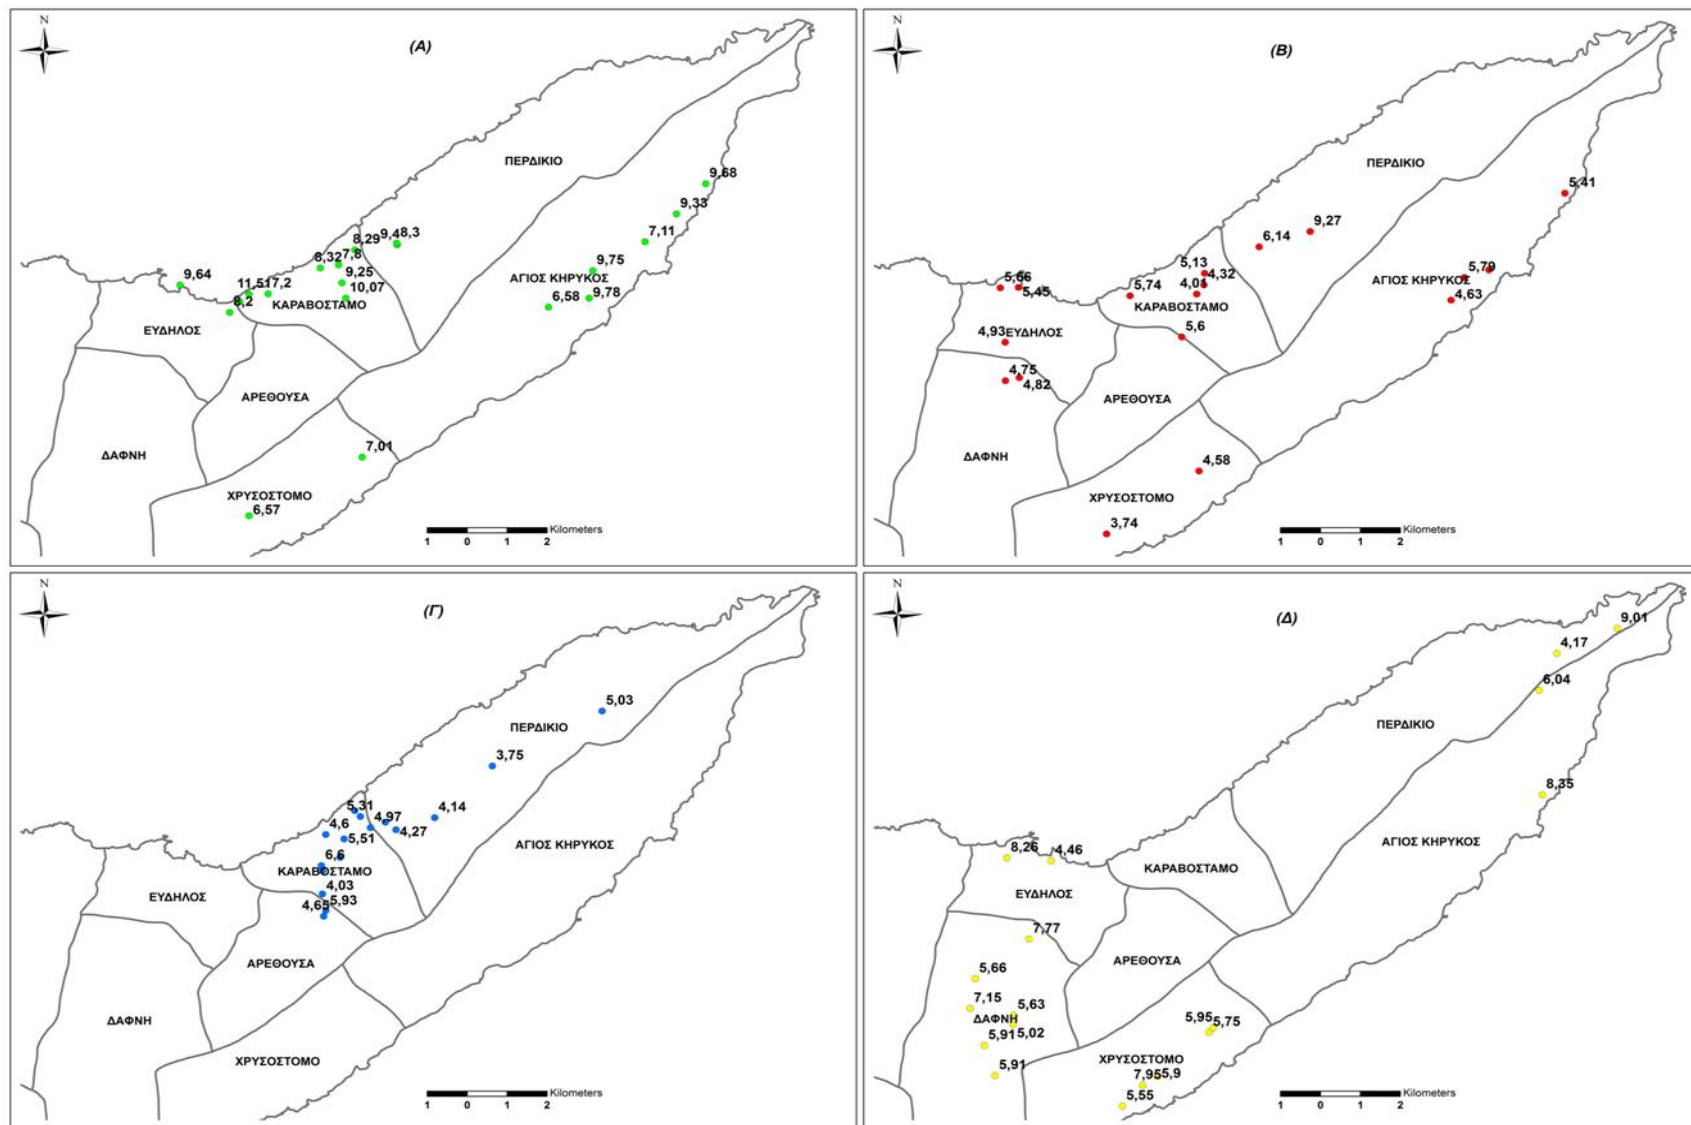 N
(Α)
ΠΕΡΔΙΚΙΟ
9,68
9,33
8,29
9,4
8,3
7,11
8,32
7,8
9,75
9,64
9,25
ΑΓΙΟΣ ΚΗΡΥΚΟΣ
11,51
7,2
10,07
6,58
9,78
8,2
ΚΑΡΑΒΟΣΤΑΜΟ
ΕΥΔΗΛΟΣ
ΑΡΕΘΟΥΣΑ
7,01
ΔΑΦΝΗ
ΧΡΥΣΟΣΤΟΜΟ
6,57
Kilometers
1 0 1 2
N
(Β)
ΠΕΡΔΙΚΙΟ
5,41
9,27
6,14
5,13
4,32
5,79
5,66
4,01
ΑΓΙΟΣ ΚΗΡΥΚΟΣ
5,45
5,74
4,63
ΚΑΡΑΒΟΣΤΑΜΟ
4,93
ΕΥΔΗΛΟΣ
5,6
4,75
4,82
ΑΡΕΘΟΥΣΑ
ΔΑΦΝΗ
4,58
ΧΡΥΣΟΣΤΟΜΟ
3,74
Kilometers
1 0 1 2
N
(Γ)
5,03
ΠΕΡΔΙΚΙΟ
3,75
5,31
4,14
4,6
4,97
4,27
5,51
ΑΓΙΟΣ ΚΗΡΥΚΟΣ
6,6
ΚΑΡΑΒΟΣΤΑΜΟ
4,03
ΕΥΔΗΛΟΣ
4,65
5,93
ΑΡΕΘΟΥΣΑ
ΔΑΦΝΗ
ΧΡΥΣΟΣΤΟΜΟ
Kilometers
1 0 1 2
N
(Δ)
9,01
4,17
6,04
ΠΕΡΔΙΚΙΟ
8,35
ΑΓΙΟΣ ΚΗΡΥΚΟΣ
8,26
4,46
ΚΑΡΑΒΟΣΤΑΜΟ
ΕΥΔΗΛΟΣ
7,77
ΑΡΕΘΟΥΣΑ
5,66
7,15
5,63
ΔΑΦΝΗ
5,95
5,75
5,91
5,02
ΧΡΥΣΟΣΤΟΜΟ
5,91
7,95
5,9
5,55
Kilometers
1 0 1 2